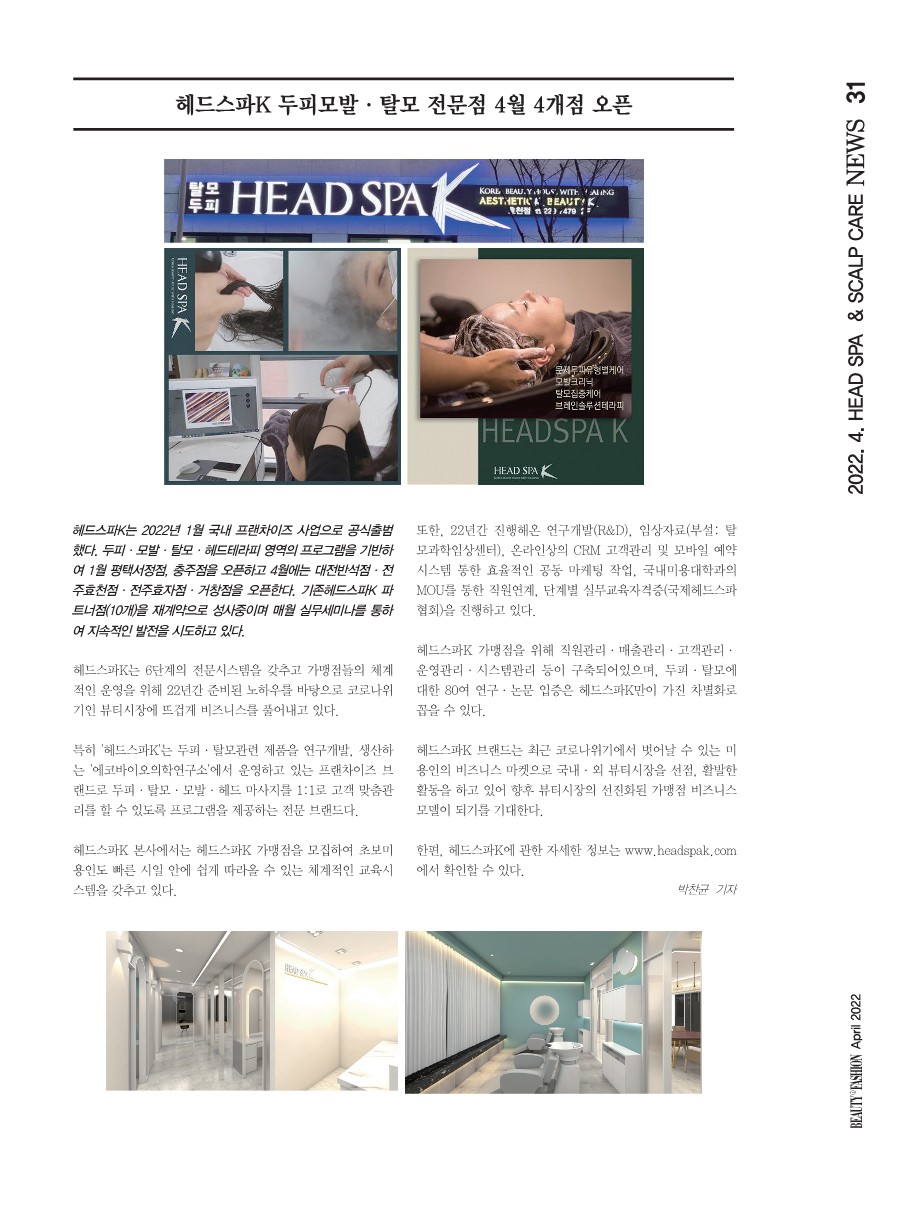 헤드스파K 두피모발 · 탈모 전문점 4월 4개점 오픈
탈모
두피
HEAD SPA K
AESTHETIC
HEAD SPA K
문제두피유형별케어
모발크리닉
탈모집중케어
브레인솔루션테라피
HEADSPA K
HEAD SPA K
헤드스파K는 2022년 1월 국내 프랜차이즈 사업으로 공식출범
했다. 두피 · 모발 · 탈모 · 헤드테라피 영역의 프로그램을 기반하
여 1월 평택서정점, 충주점을 오픈하고 4월에는 대전반석점 · 전
주효천점 · 전주효자점 · 거창점을 오픈한다. 기존헤드스파K 파
트너점(10개)을 재계약으로 성사중이며 매월 실무세미나를 통하
여 지속적인 발전을 시도하고 있다.
헤드스파K는 6단계의 전문시스템을 갖추고 가맹점들의 체계
적인 운영을 위해 22년간 준비된 노하우를 바탕으로 코로나위
기인 뷰티시장에 뜨겁게 비즈니스를 풀어내고 있다.
특히 '헤드스파K'는 두피 · 탈모관련 제품을 연구개발, 생산하
는 '에코바이오의학연구소'에서 운영하고 있는 프랜차이즈 브
랜드로 두피 · 탈모 · 모발 · 헤드 마사지를 1:1로 고객 맞춤관
리를 할 수 있도록 프로그램을 제공하는 전문 브랜드다.
헤드스파K 본사에서는 헤드스파K 가맹점을 모집하여 초보미
용인도 빠른 시일 안에 쉽게 따라올 수 있는 체계적인 교육시
스템을 갖추고 있다.
또한, 22년간 진행해온 연구개발(R&D), 임상자료(부설: 탈
모과학임상센터), 온라인상의 CRM 고객관리 및 모바일 예약
시스템 통한 효율적인 공동 마케팅 작업, 국내미용대학과의
MOU를 통한 직원연계, 단계별 실무교육자격증(국제헤드스파
협회)을 진행하고 있다.
헤드스파K 가맹점을 위해 직원관리 · 매출관리 · 고객관리 ·
운영관리 · 시스템관리 등이 구축되어있으며, 두피 · 탈모에
대한 80여 연구 · 논문 입증은 헤드스파K만이 가진 차별화로
꼽을 수 있다.
헤드스파K 브랜드는 최근 코로나위기에서 벗어날 수 있는 미
용인의 비즈니스 마켓으로 국내 · 외 뷰티시장을 선점, 활발한
활동을 하고 있어 향후 뷰티시장의 선진화된 가맹점 비즈니스
모델이 되기를 기대한다.
한편, 헤드스파K에 관한 자세한 정보는 www.headspak.com
에서 확인할 수 있다.
박찬균 기자
HEAD SPA K
2022. 4. HEAD SPA & SCALP CARE NEWS 31
BEAUTY FASHION April 2022